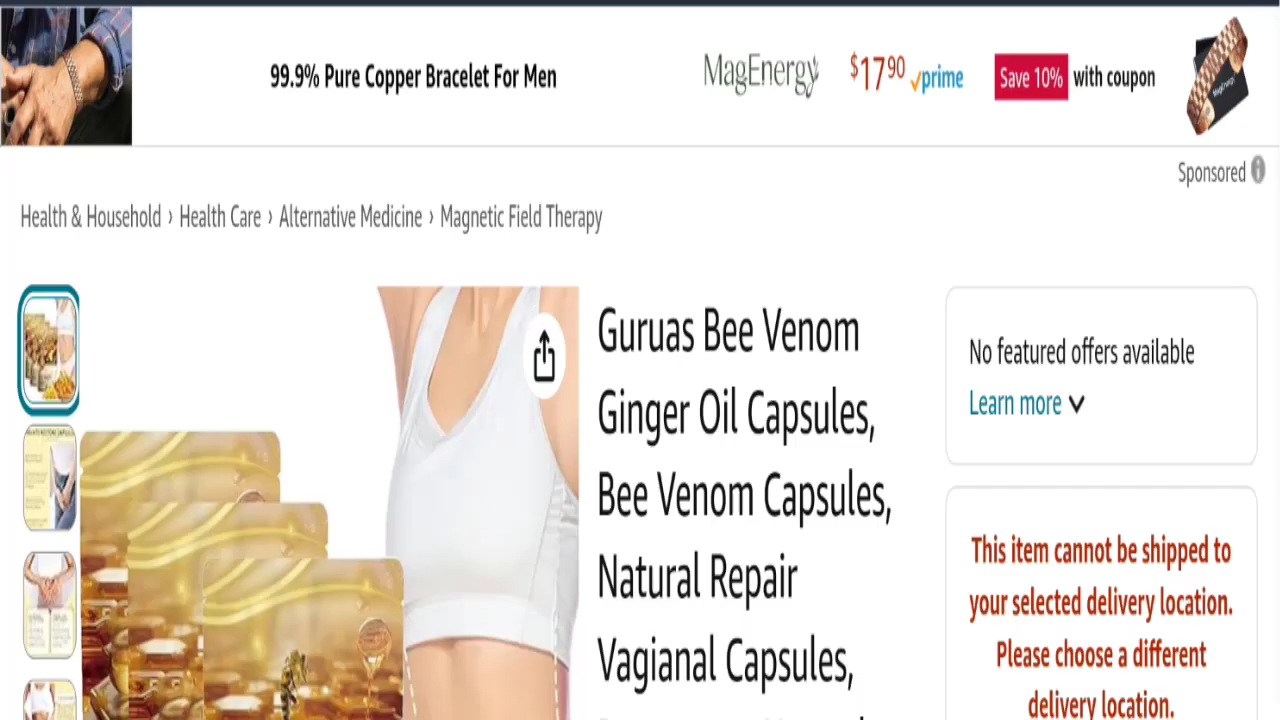 99.9% Pure Copper Bracelet For Men
MagEnergy
$17.90 prime
Save 10% with coupon
Sponsored
Health & Household › Health Care › Alternative Medicine › Magnetic Field Therapy
Guruas Bee Venom
Ginger Oil Capsules,
Bee Venom Capsules,
Natural Repair
Vagianal Capsules,
No featured offers available
Learn more
This item cannot be shipped to
your selected delivery location.
Please choose a different
delivery location.